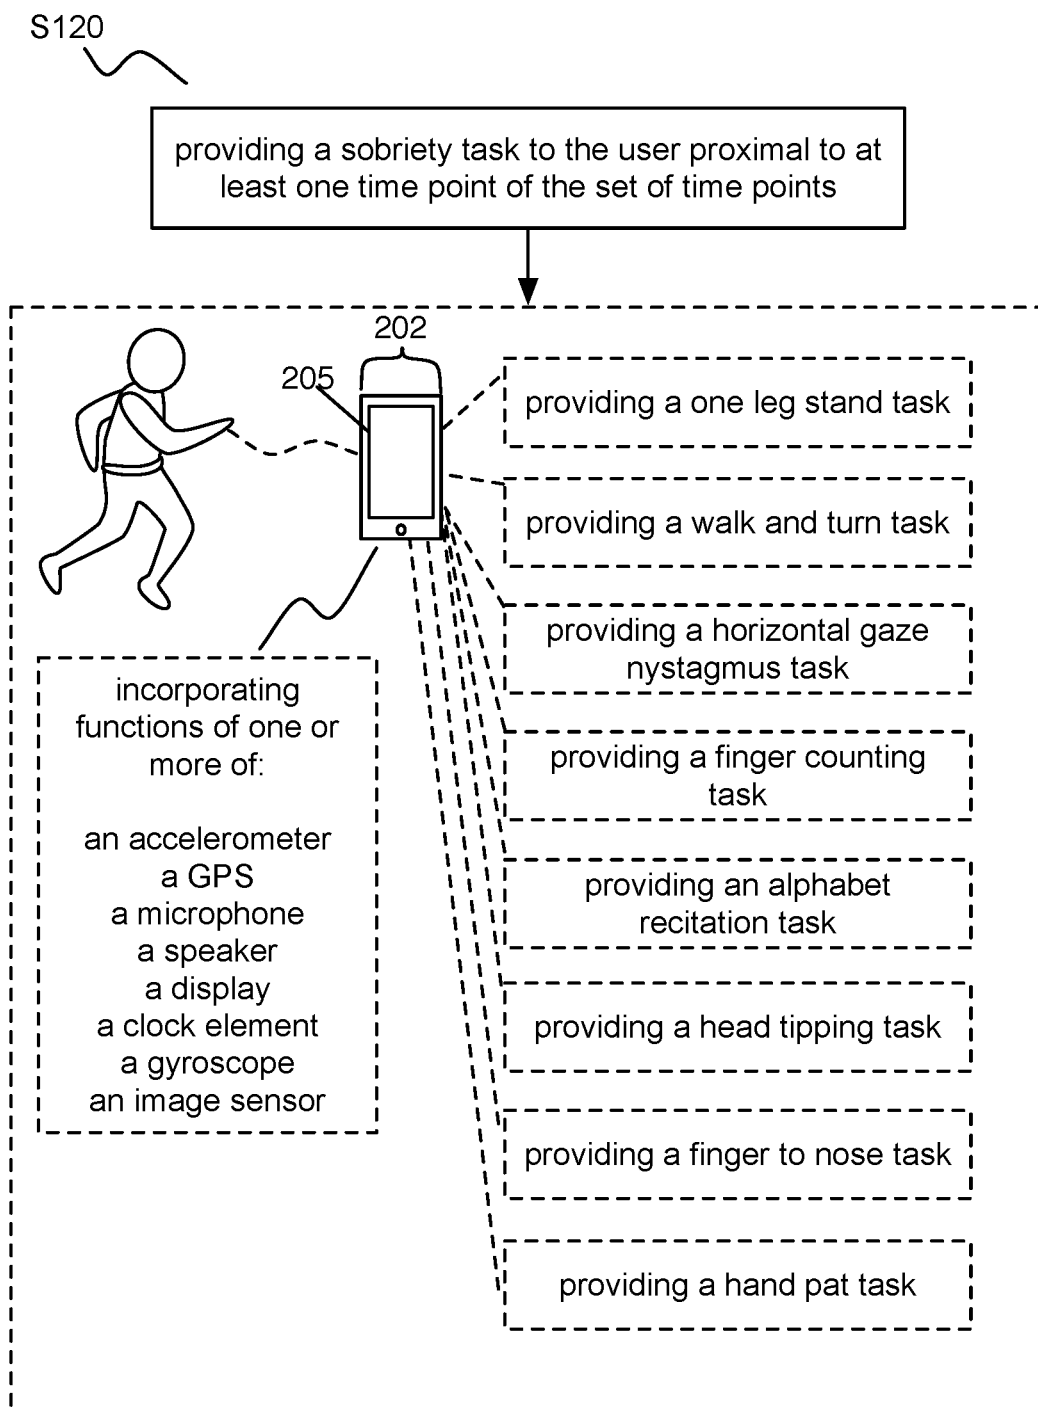 S120
providing a sobriety task to the user proximal to at
least one time point of the set of time points
202
205
providing a one leg stand task
providing a walk and turn task
providing a horizontal gaze
nystagmus task
providing a finger counting
task
providing an alphabet
recitation task
providing a head tipping task
providing a finger to nose task
providing a hand pat task
incorporating
functions of one or
more of:
an accelerometer
a GPS
a microphone
a speaker
a display
a clock element
a gyroscope
an image sensor